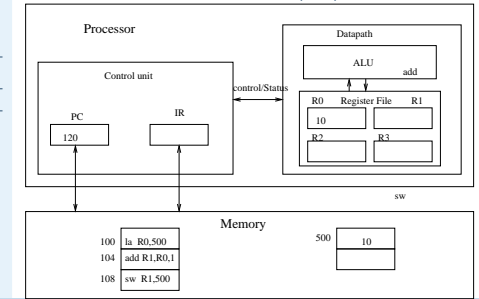 Processor
Datapath
ALU
add
Control unit
control/Status
R0 Register File R1
PC
IR
120
10
R2 R3
sw
Memory
100 la R0,500
500 10
104 add R1,R0,1
108 sw R1,500